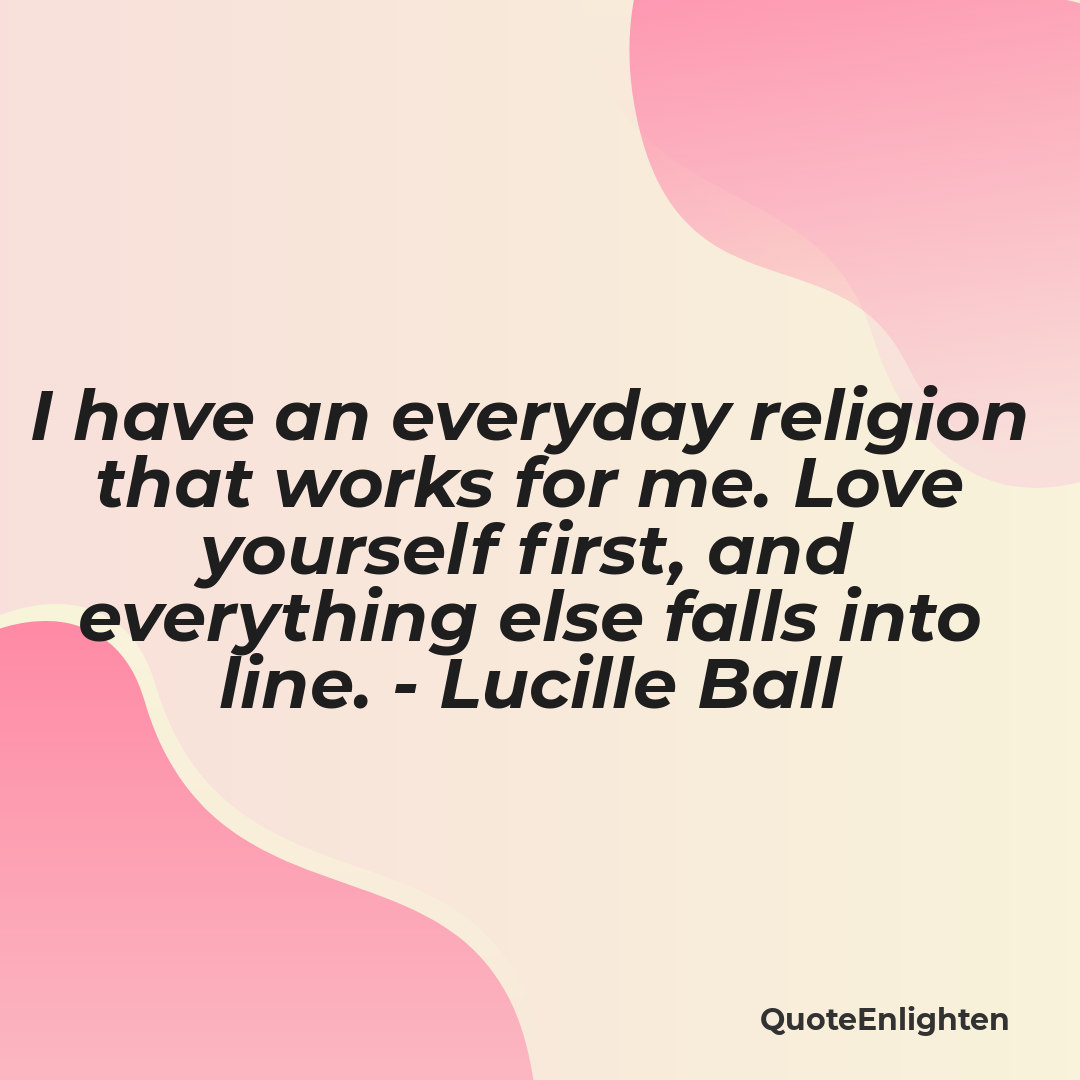 I have an everyday religion
that works for me. Love
yourself first, and
everything else falls into
line. - Lucille Ball
QuoteEnlighten